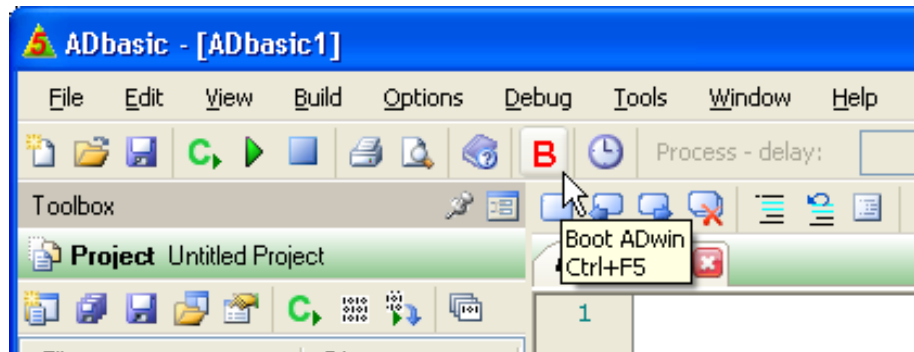 5 ADbasic - [ADbasic1]
File Edit View Build Options Debug Tools Window Help
C B Process - delay:
Toolbox
Project Untitled Project
Boot ADwin
Ctrl+F5
C
1